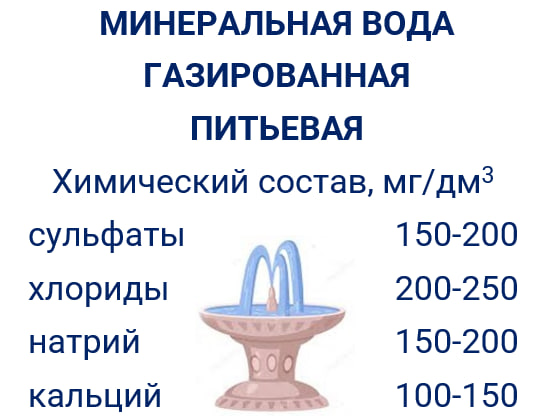 МИНЕРАЛЬНАЯ ВОДА
ГАЗИРОВАННАЯ
ПИТЬЕВАЯ
Химический состав, мг/дм³
сульфаты 150-200
хлориды 200-250
натрий 150-200
кальций 100-150